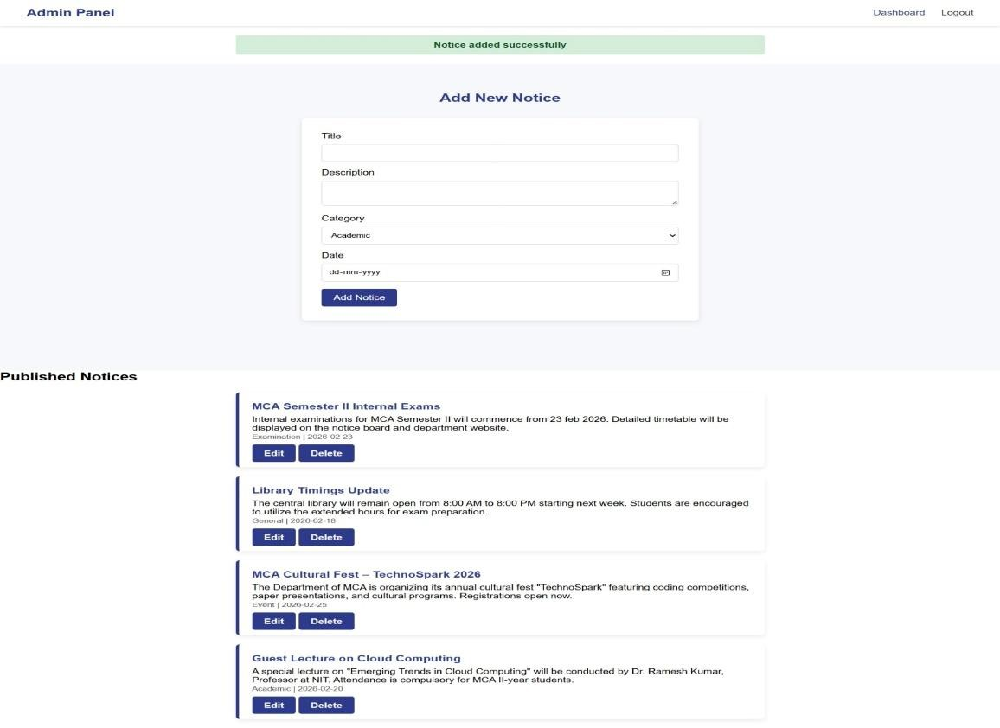 Admin Panel
Dashboard Logout
Notice added successfully
Add New Notice
Title
Description
Category
Academic
Date
dd-mm-yyyy
Add Notice
Published Notices
MCA Semester II Internal Exams
Internal examinations for MCA Semester II will commence from 23 feb 2026. Detailed timetable will be
displayed on the notice board and department website.
Examination | 2026-02-23
Edit Delete
Library Timings Update
The central library will remain open from 8:00 AM to 8:00 PM starting next week. Students are encouraged
to utilize the extended hours for exam preparation.
General | 2026-02-18
Edit Delete
MCA Cultural Fest – TechnoSpark 2026
The Department of MCA is organizing its annual cultural fest "TechnoSpark" featuring coding competitions,
paper presentations, and cultural programs. Registrations open now.
Event | 2026-02-25
Edit Delete
Guest Lecture on Cloud Computing
A special lecture on "Emerging Trends in Cloud Computing" will be conducted by Dr. Ramesh Kumar,
Professor at NIT. Attendance is compulsory for MCA II-year students.
Academic | 2026-02-20
Edit Delete